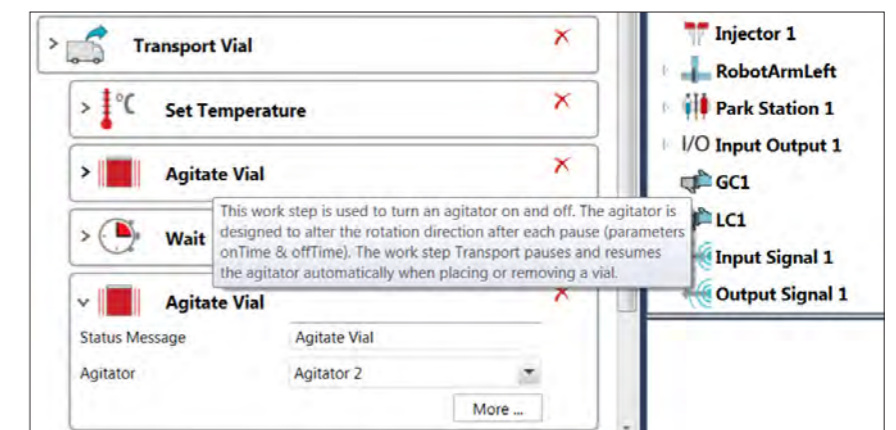 Transport Vial
°C Set Temperature
Agitate Vial
This work step is used to turn an agitator on and off. The agitator is
designed to alter the rotation direction after each pause (parameters
onTime & offTime). The work step Transport pauses and resumes
the agitator automatically when placing or removing a vial.
Wait
Agitate Vial
Status Message Agitate Vial
Agitator Agitator 2
More ...
Injector 1
RobotArmLeft
Park Station 1
I/O Input Output 1
GC1
LC1
Input Signal 1
Output Signal 1